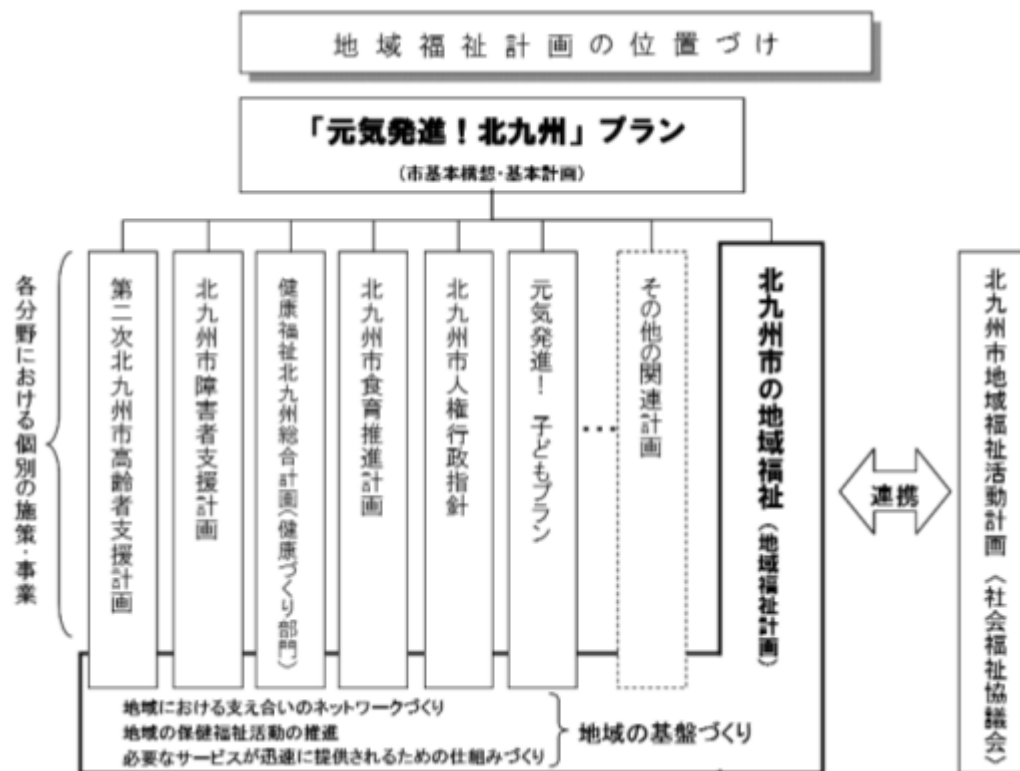 地域福祉計画の位置づけ
「元気発進！北九州」プラン
（市基本構想・基本計画）
各分野における個別の施策・事業
第二次北九州市高齢者支援計画
北九州市障害者支援計画
健康福祉北九州総合計画（健康づくり部門）
北九州市食育推進計画
北九州市人権行政指針
元気発進！ 子どもプラン
…
その他の関連計画
北九州市の地域福祉（地域福祉計画）
連携
北九州市地域福祉活動計画 〈社会福祉協議会〉
地域における支え合いのネットワークづくり
地域の保健福祉活動の推進
必要なサービスが迅速に提供されるための仕組みづくり
地域の基盤づくり